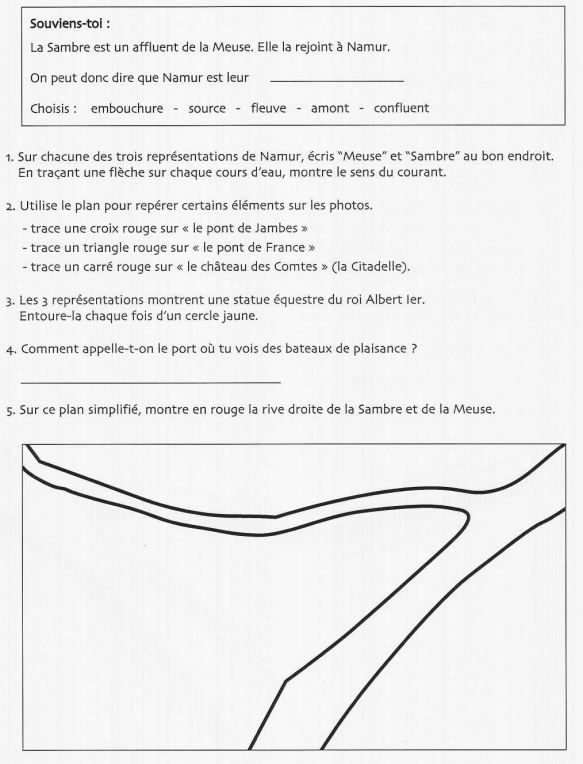 Souviens-toi :
La Sambre est un affluent de la Meuse. Elle la rejoint à Namur.
On peut donc dire que Namur est leur ____________________
Choisis : embouchure - source - fleuve - amont - confluent
1. Sur chacune des trois représentations de Namur, écris "Meuse" et "Sambre" au bon endroit.
En traçant une flèche sur chaque cours d'eau, montre le sens du courant.
2. Utilise le plan pour repérer certains éléments sur les photos.
- trace une croix rouge sur « le pont de Jambes »
- trace un triangle rouge sur « le pont de France »
- trace un carré rouge sur « le château des Comtes » (la Citadelle).
3. Les 3 représentations montrent une statue équestre du roi Albert Ier.
Entoure-la chaque fois d'un cercle jaune.
4. Comment appelle-t-on le port où tu vois des bateaux de plaisance ?
5. Sur ce plan simplifié, montre en rouge la rive droite de la Sambre et de la Meuse.